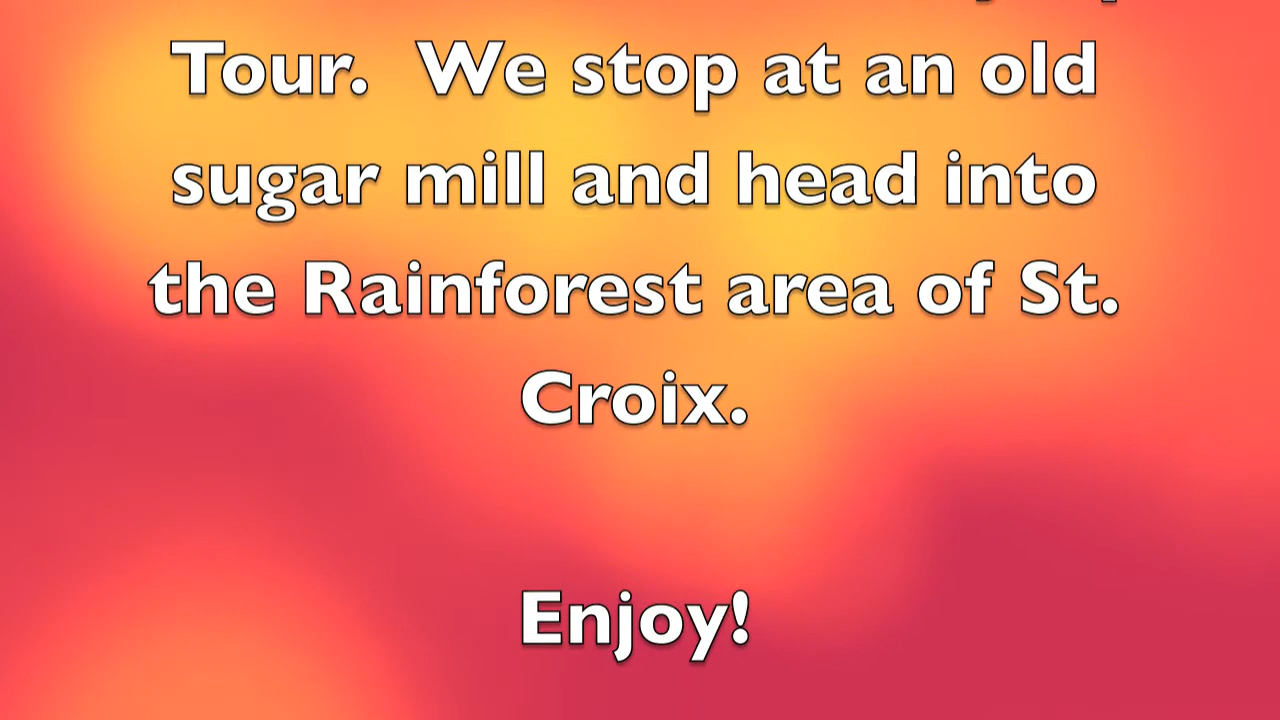 Tour. We stop at an old
sugar mill and head into
the Rainforest area of St.
Croix.
Enjoy!